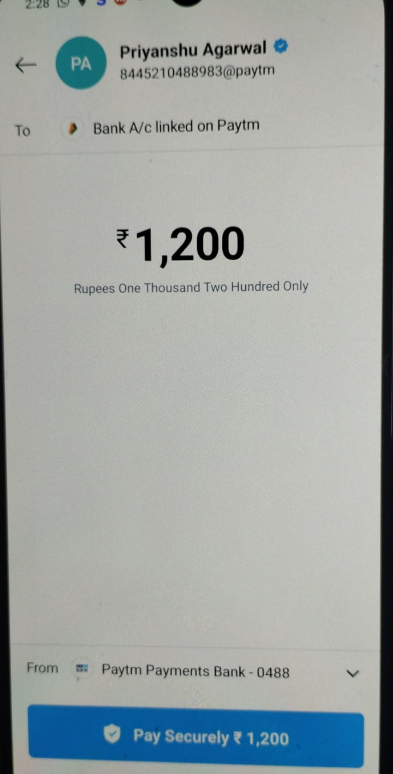 2:28
PA
Priyanshu Agarwal
8445210488983@paytm
To Bank A/c linked on Paytm
₹1,200
Rupees One Thousand Two Hundred Only
From Paytm Payments Bank - 0488
Pay Securely ₹ 1,200